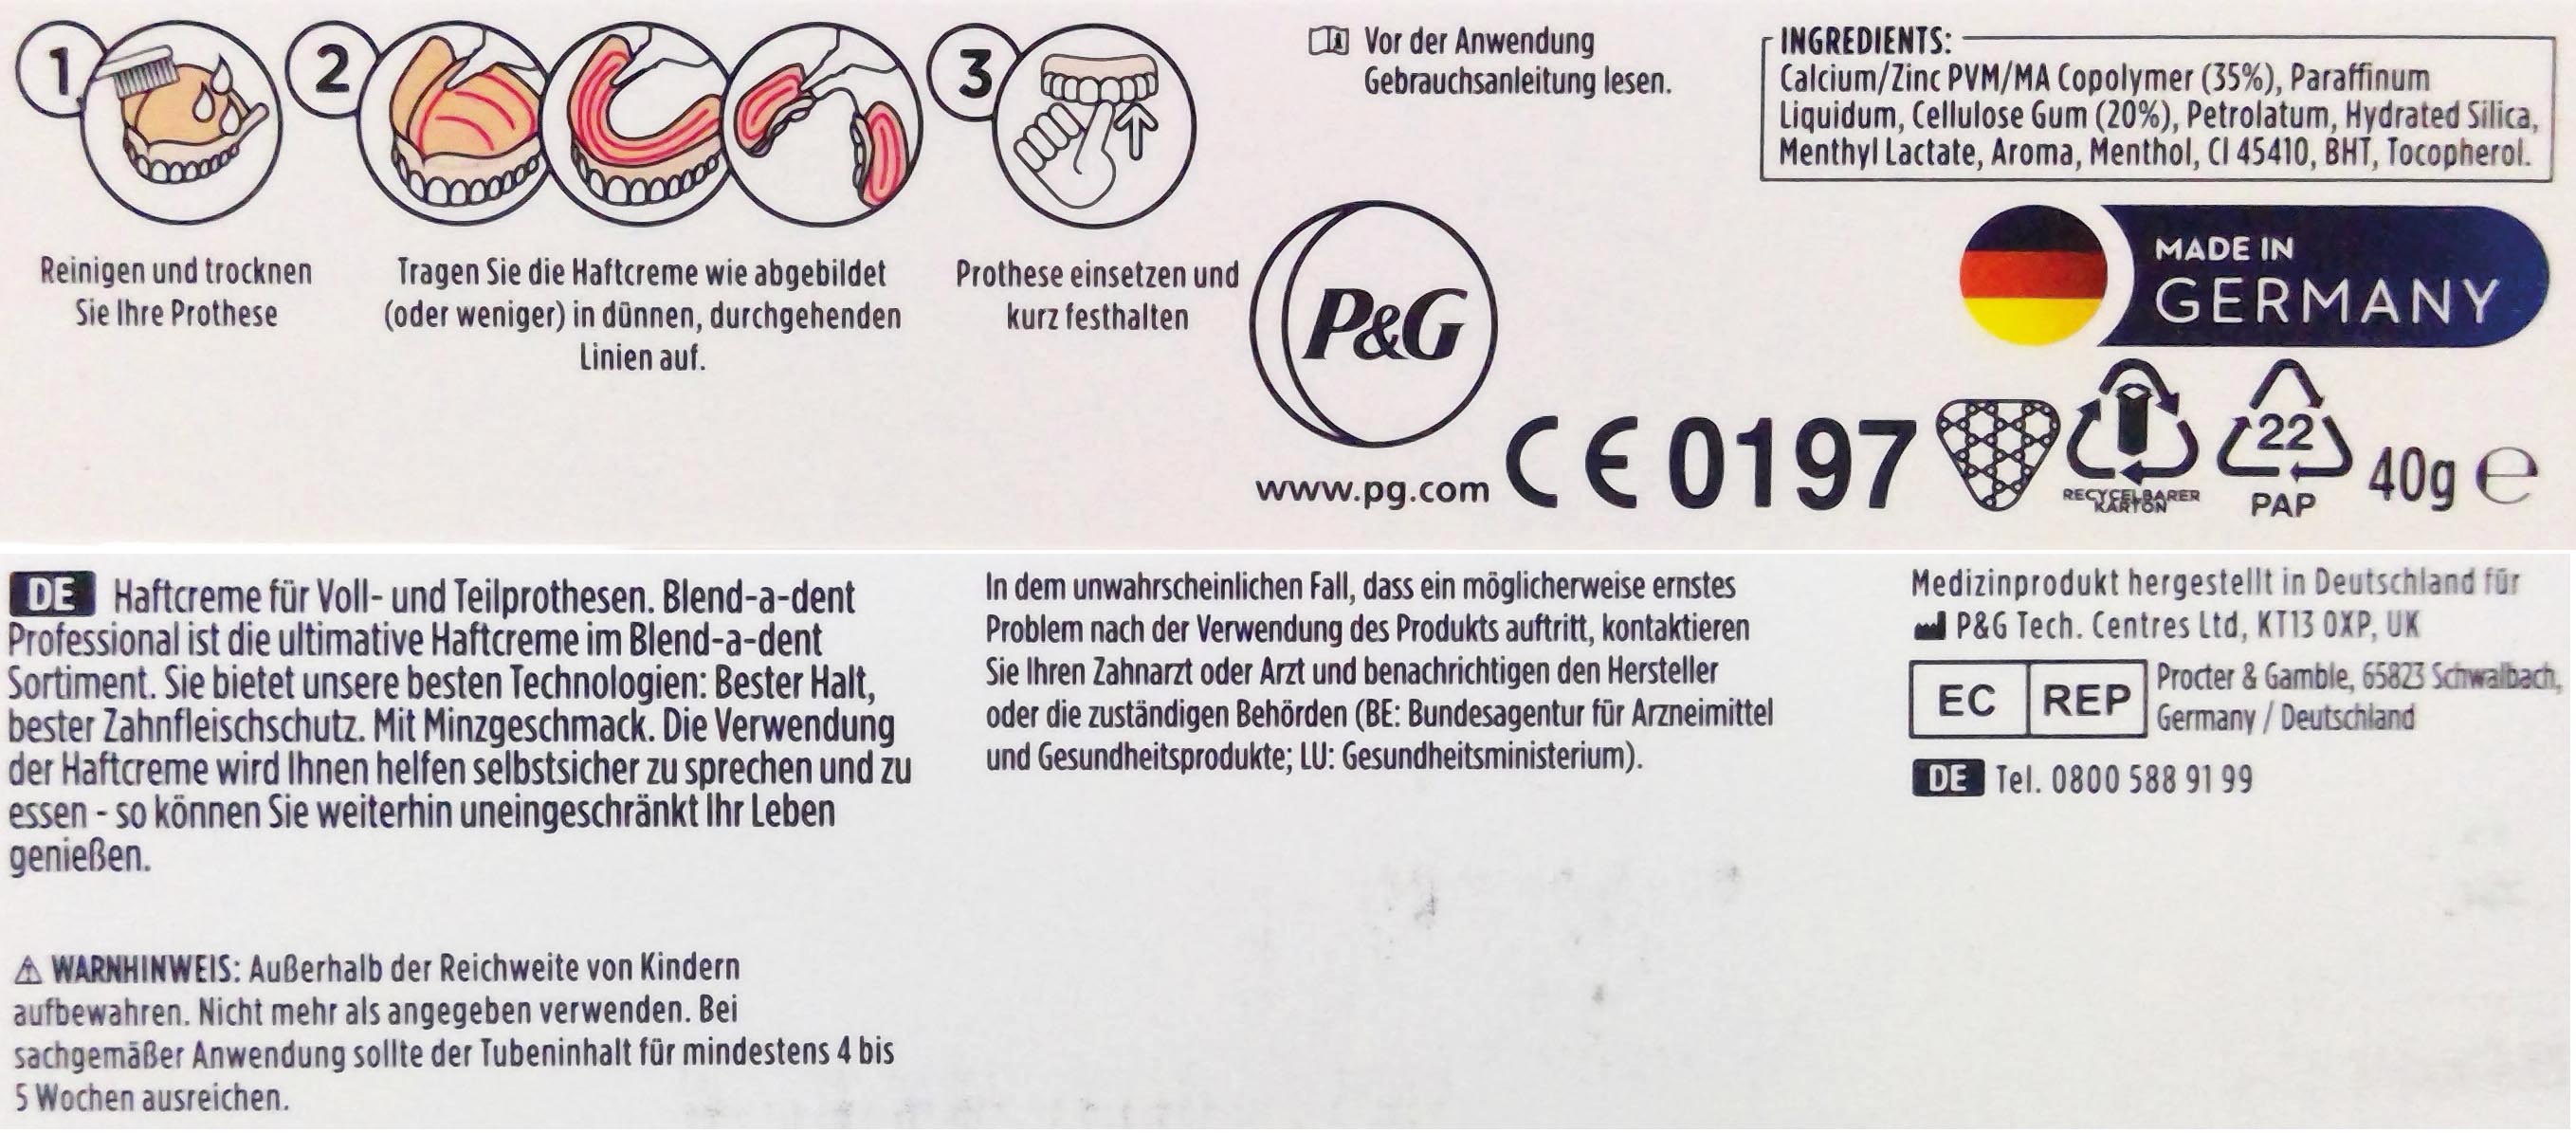 1
2
3
Reinigen und trocknen
Sie Ihre Prothese
Tragen Sie die Haftcreme wie abgebildet
(oder weniger) in dünnen, durchgehenden
Linien auf.
Prothese einsetzen und
kurz festhalten
Vor der Anwendung
Gebrauchsanleitung lesen.
INGREDIENTS:
Calcium/Zinc PVM/MA Copolymer (35%), Paraffinum
Liquidum, Cellulose Gum (20%), Petrolatum, Hydrated Silica,
Menthyl Lactate, Aroma, Menthol, CI 45410, BHT, Tocopherol.
P&G
www.pg.com
MADE IN
GERMANY
CE 0197
RECYCELBARER
KARTON
22
PAP
40g ℮
DE Haftcreme für Voll- und Teilprothesen. Blend-a-dent
Professional ist die ultimative Haftcreme im Blend-a-dent
Sortiment. Sie bietet unsere besten Technologien: Bester Halt,
bester Zahnfleischschutz. Mit Minzgeschmack. Die Verwendung
der Haftcreme wird Ihnen helfen selbstsicher zu sprechen und zu
essen - so können Sie weiterhin uneingeschränkt Ihr Leben
genießen.
⚠ WARNHINWEIS: Außerhalb der Reichweite von Kindern
aufbewahren. Nicht mehr als angegeben verwenden. Bei
sachgemäßer Anwendung sollte der Tubeninhalt für mindestens 4 bis
5 Wochen ausreichen.
In dem unwahrscheinlichen Fall, dass ein möglicherweise ernstes
Problem nach der Verwendung des Produkts auftritt, kontaktieren
Sie Ihren Zahnarzt oder Arzt und benachrichtigen den Hersteller
oder die zuständigen Behörden (BE: Bundesagentur für Arzneimittel
und Gesundheitsprodukte; LU: Gesundheitsministerium).
Medizinprodukt hergestellt in Deutschland für
P&G Tech. Centres Ltd, KT13 0XP, UK
EC REP
Procter & Gamble, 65823 Schwalbach,
Germany / Deutschland
DE Tel. 0800 588 91 99